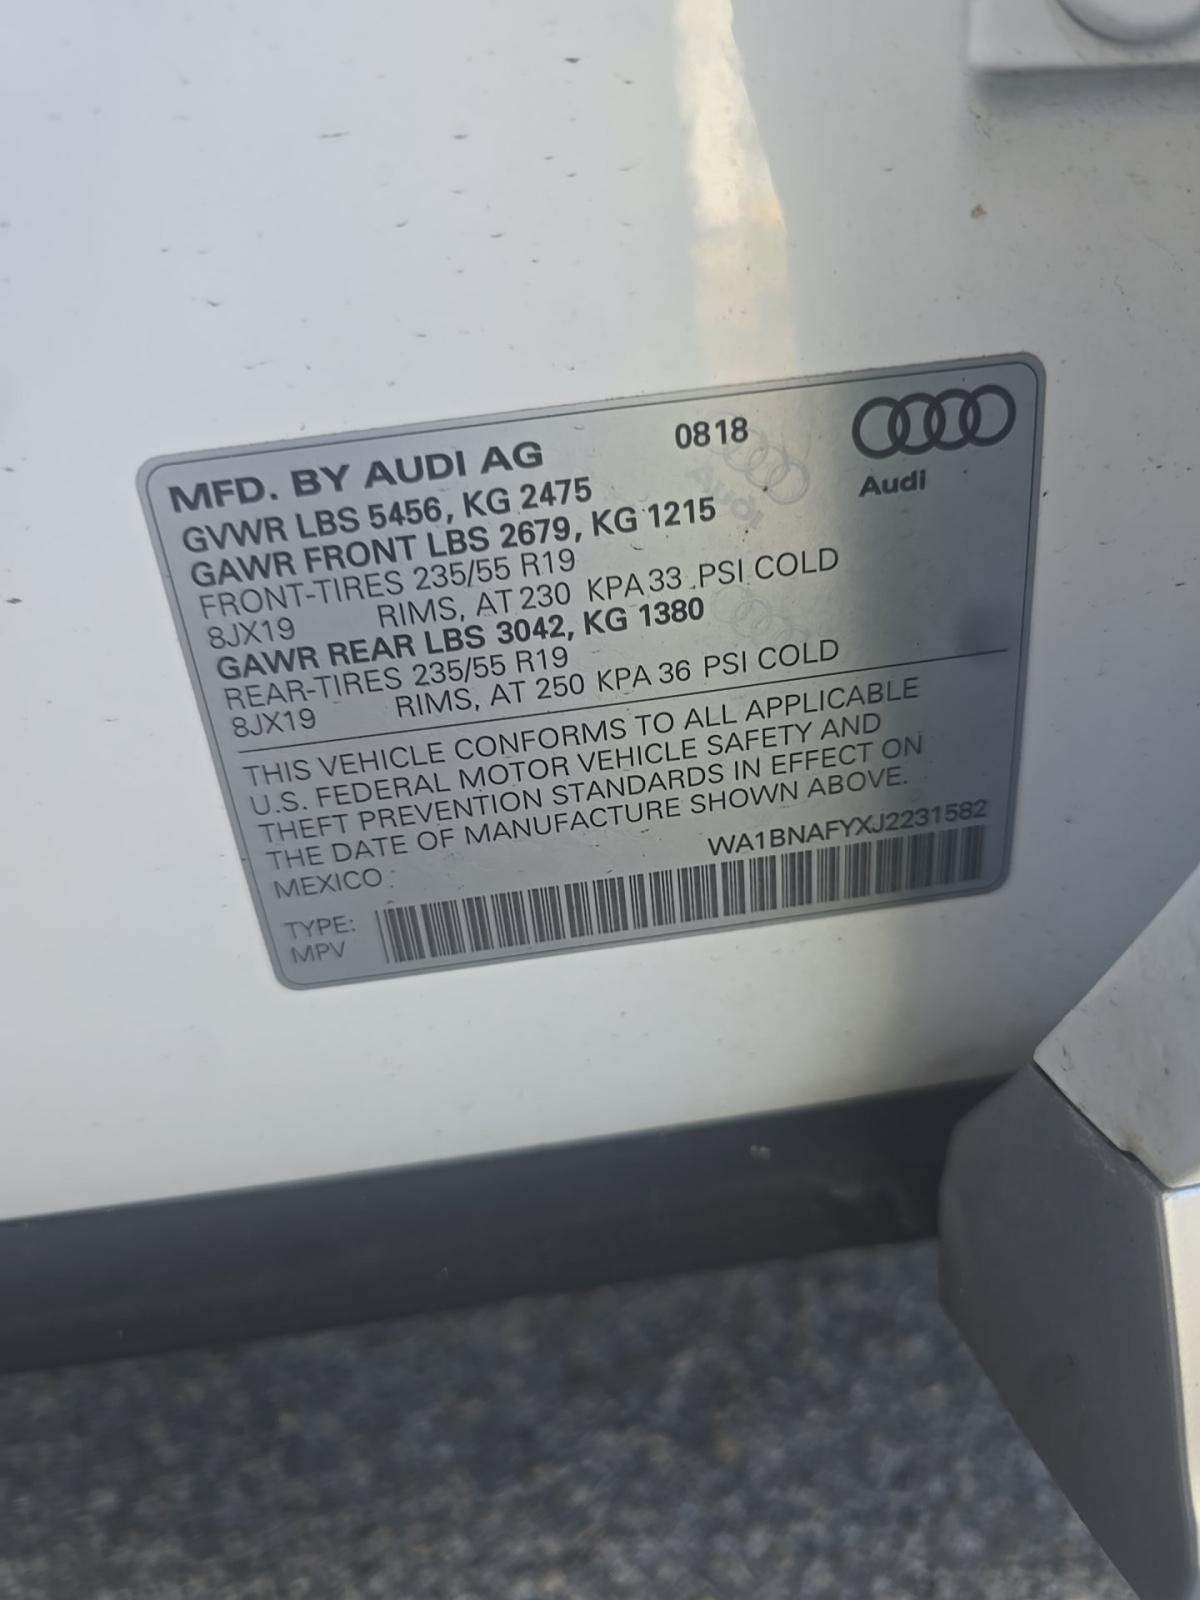 MFD. BY AUDI AG 0818
Audi
GVWR LBS 5456, KG 2475
GAWR FRONT LBS 2679, KG 1215
FRONT-TIRES 235/55 R19
8JX19 RIMS, AT 230 KPA 33 PSI COLD
GAWR REAR LBS 3042, KG 1380
REAR-TIRES 235/55 R19
8JX19 RIMS, AT 250 KPA 36 PSI COLD
THIS VEHICLE CONFORMS TO ALL APPLICABLE
U.S. FEDERAL MOTOR VEHICLE SAFETY AND
THEFT PREVENTION STANDARDS IN EFFECT ON
THE DATE OF MANUFACTURE SHOWN ABOVE.
MEXICO WA1BNAFYXJ2231582
TYPE:
MPV